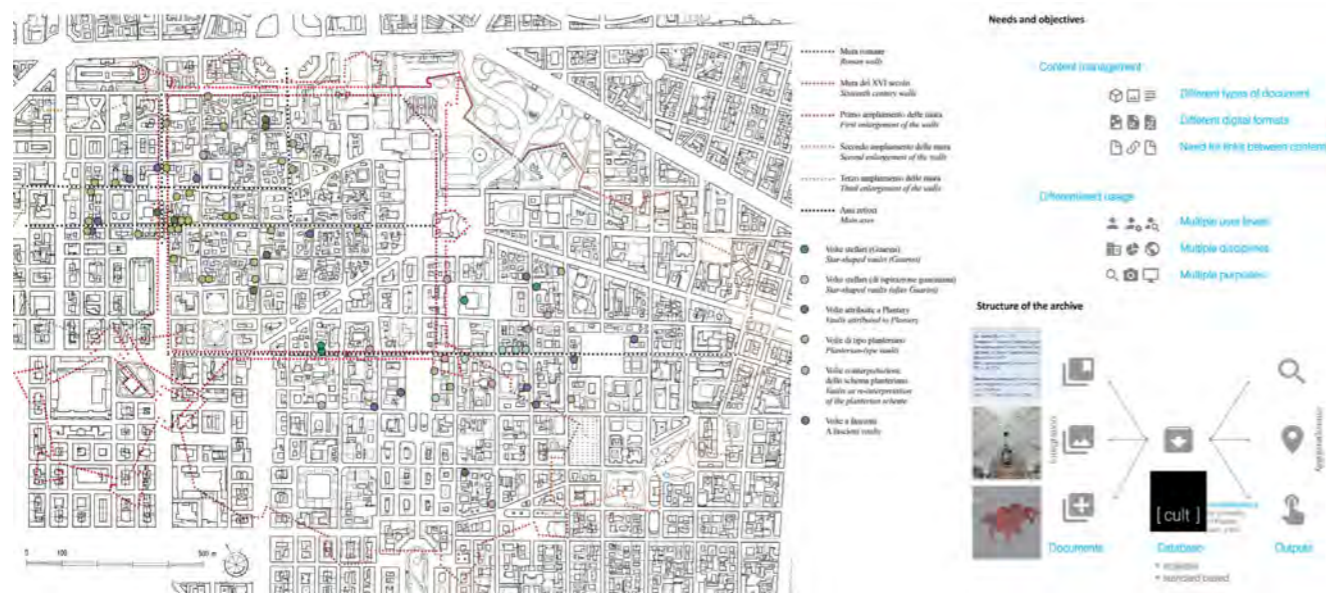 Mura romane
Roman walls
Mura del XVI secolo
Sixteenth century walls
Primo ampliamento delle mura
First enlargement of the walls
Secondo ampliamento delle mura
Second enlargement of the walls
Terzo ampliamento delle mura
Third enlargement of the walls
Assi
Main axes
Volte stellari (Guarini)
Star-shaped vaults (Guarini)
Volte stellari (di ispirazione guariniana)
Star-shaped vaults (after Guarini)
Volte attribuite a Plantery
Vaults attributed to Plantery
Volte di tipo planteriano
Planterian-type vaults
Volte
dello schema planteriano
Vaults as re-interpretation
of the planterian scheme
Volte a fascioni
A fascioni vaults
0 100 500 m
Needs and objectives
Content management
Different types of document
Different digital formats
Need for links between content
Differentiated usage
Multiple user levels
Multiple disciplines
Multiple purposes
Structure of the archive
[ cult ]
interoperability
Documents
Database
Outputs